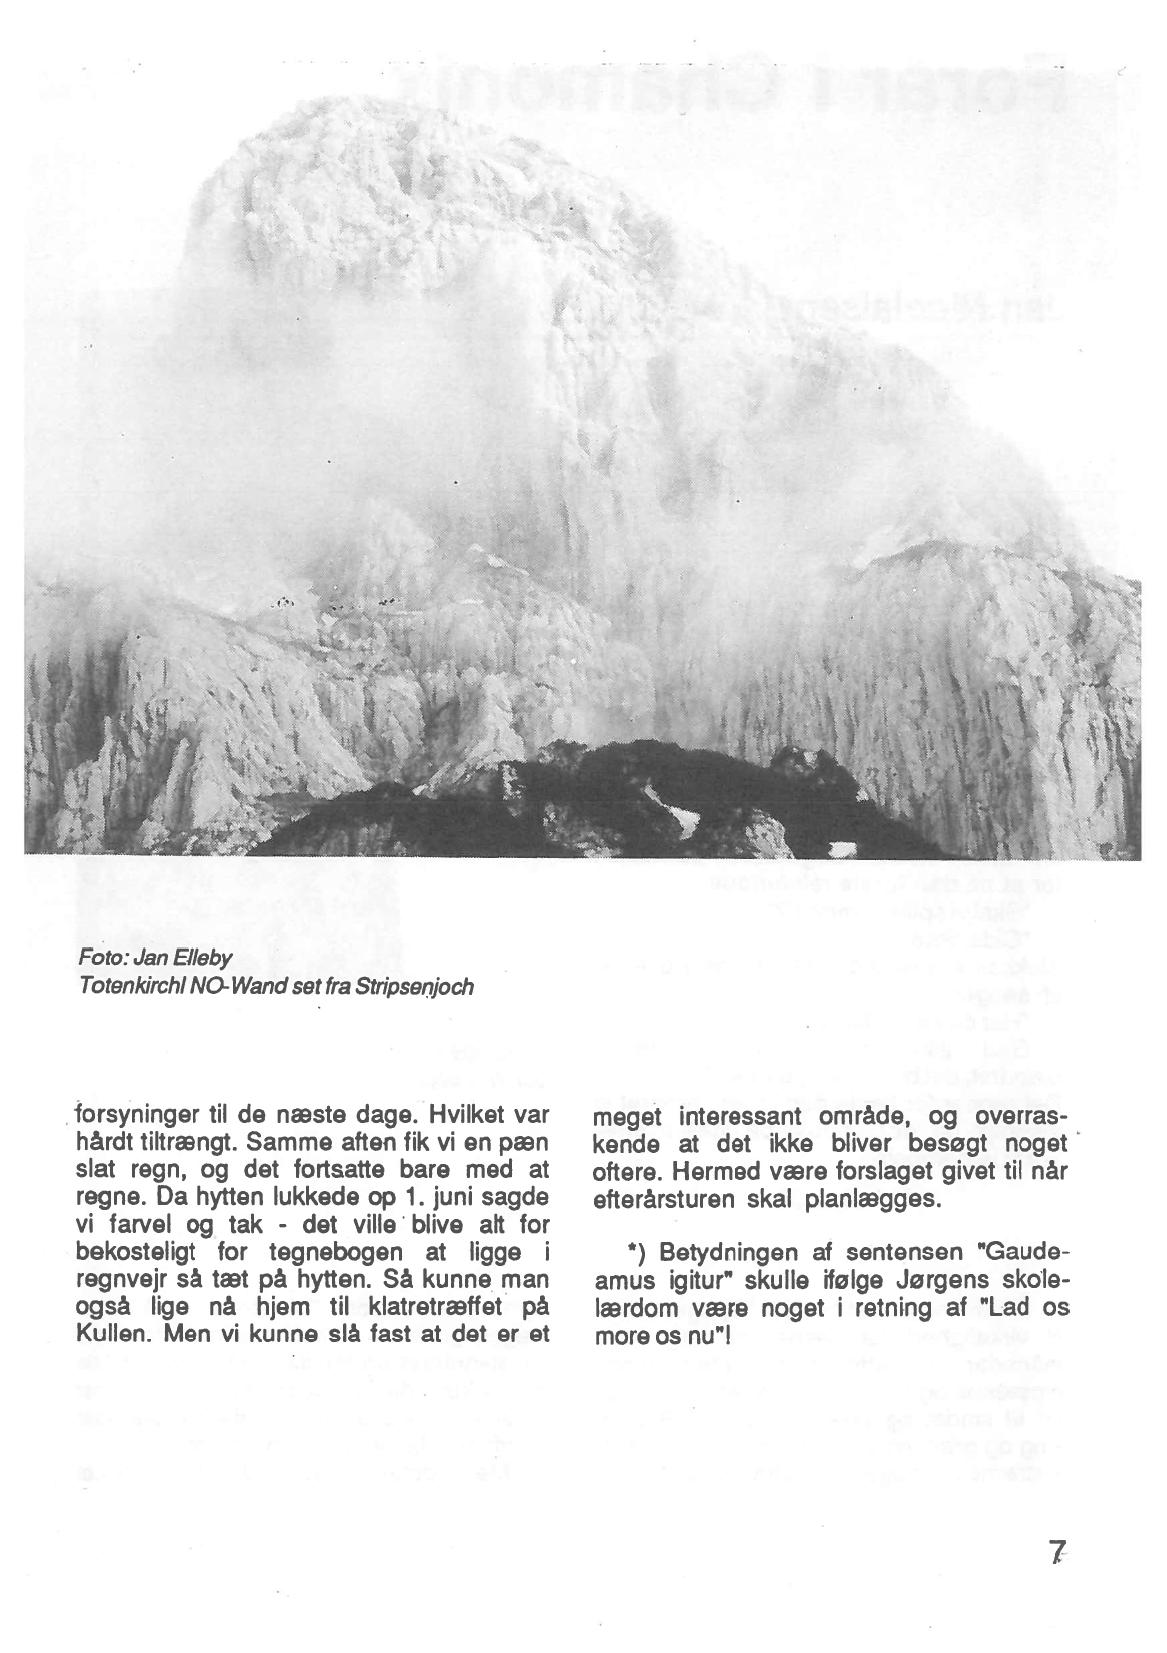 Foto: Jan Elleby
Totenkirchl NO-Wand set fra Stripsenjoch
forsyninger til de næste dage. Hvilket var
hårdt tiltrængt. Samme aften fik vi en pæn
slat regn, og det fortsatte bare med at
regne. Da hytten lukkede op 1. juni sagde
vi farvel og tak - det ville blive alt for
bekosteligt for tegnebogen at ligge i
regnvejr så tæt på hytten. Så kunne man
også lige nå hjem til klatretræffet på
Kullen. Men vi kunne slå fast at det er et
meget interessant område, og overras-
kende at det ikke bliver besøgt noget
oftere. Hermed være forslaget givet til når
efterårsturen skal planlægges.
*) Betydningen af sentensen "Gaude-
amus igitur" skulle ifølge Jørgens skole-
lærdom være noget i retning af "Lad os
more os nu"!
7